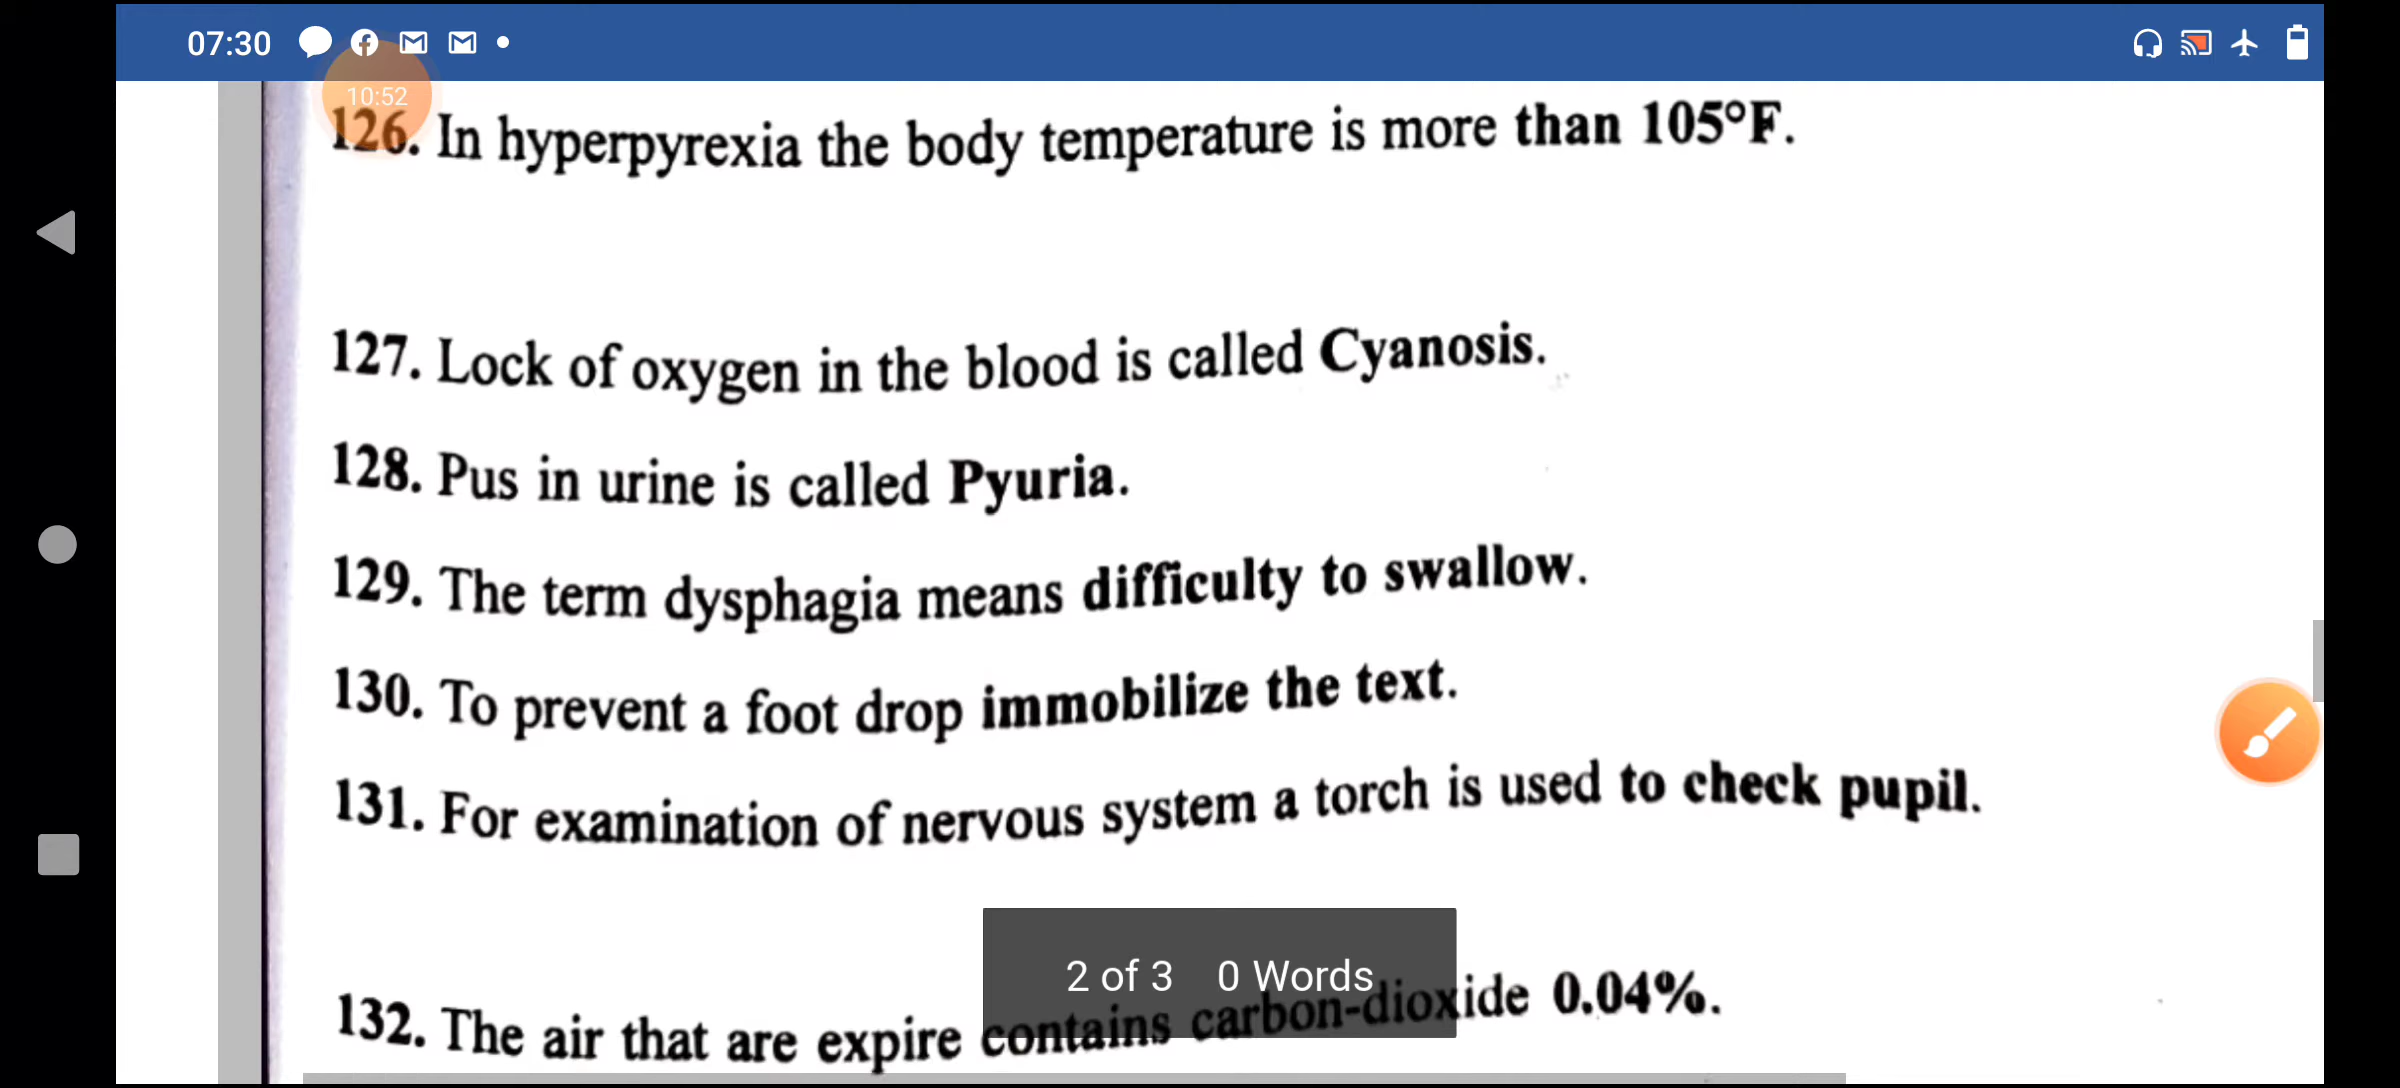 07:30
10:52
126. In hyperpyrexia the body temperature is more than 105°F.
127. Lock of oxygen in the blood is called Cyanosis.
128. Pus in urine is called Pyuria.
129. The term dysphagia means difficulty to swallow.
130. To prevent a foot drop immobilize the text.
131. For examination of nervous system a torch is used to check pupil.
2 of 3 0 Words
132. The air that are expire contains carbon-dioxide 0.04%.